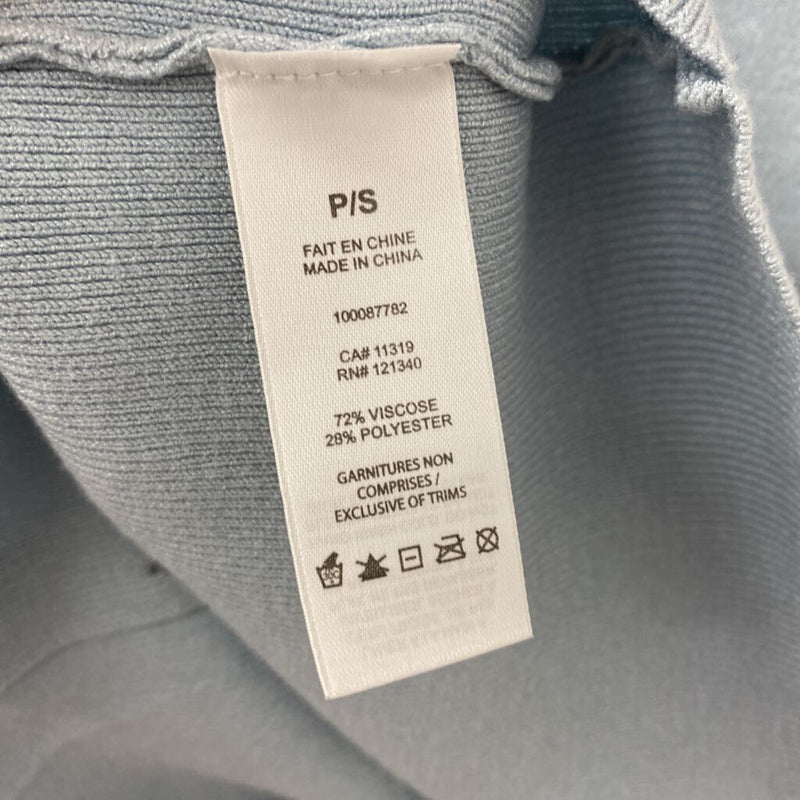 P/S
FAIT EN CHINE
MADE IN CHINA
100087782
CA# 11319
RN# 121340
72% VISCOSE
28% POLYESTER
GARNITURES NON
COMPRISES /
EXCLUSIVE OF TRIMS